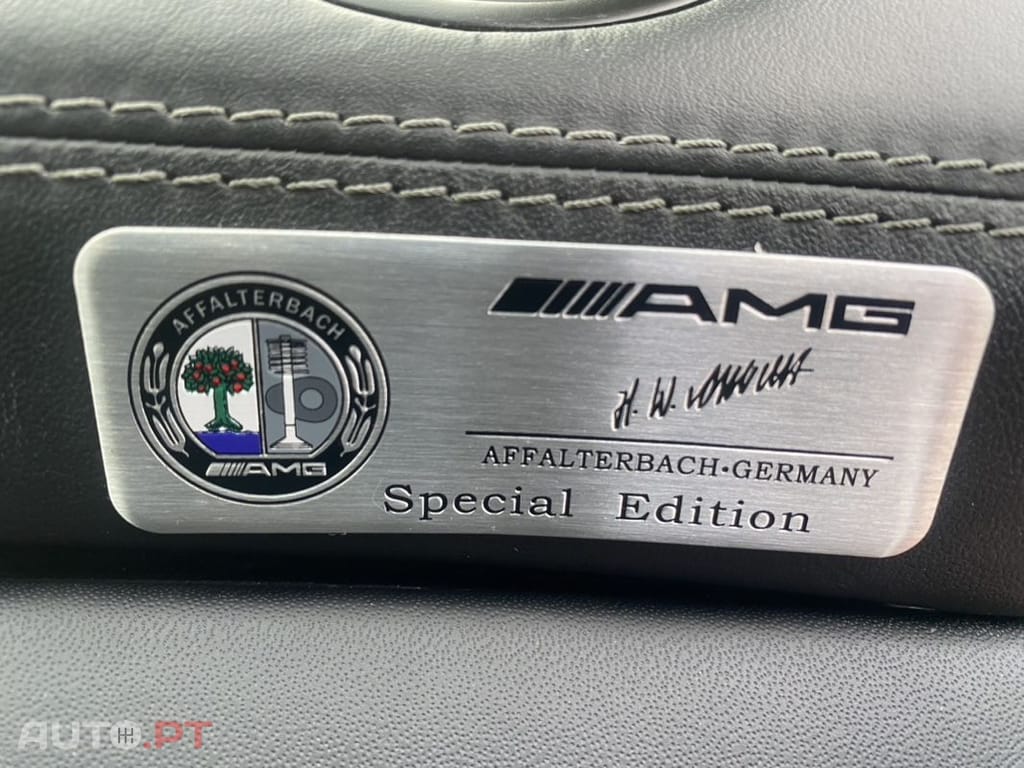 AFFALTERBACH
AMG
AMG
H. W.
AFFALTERBACH·GERMANY
Special Edition
AUTO.PT